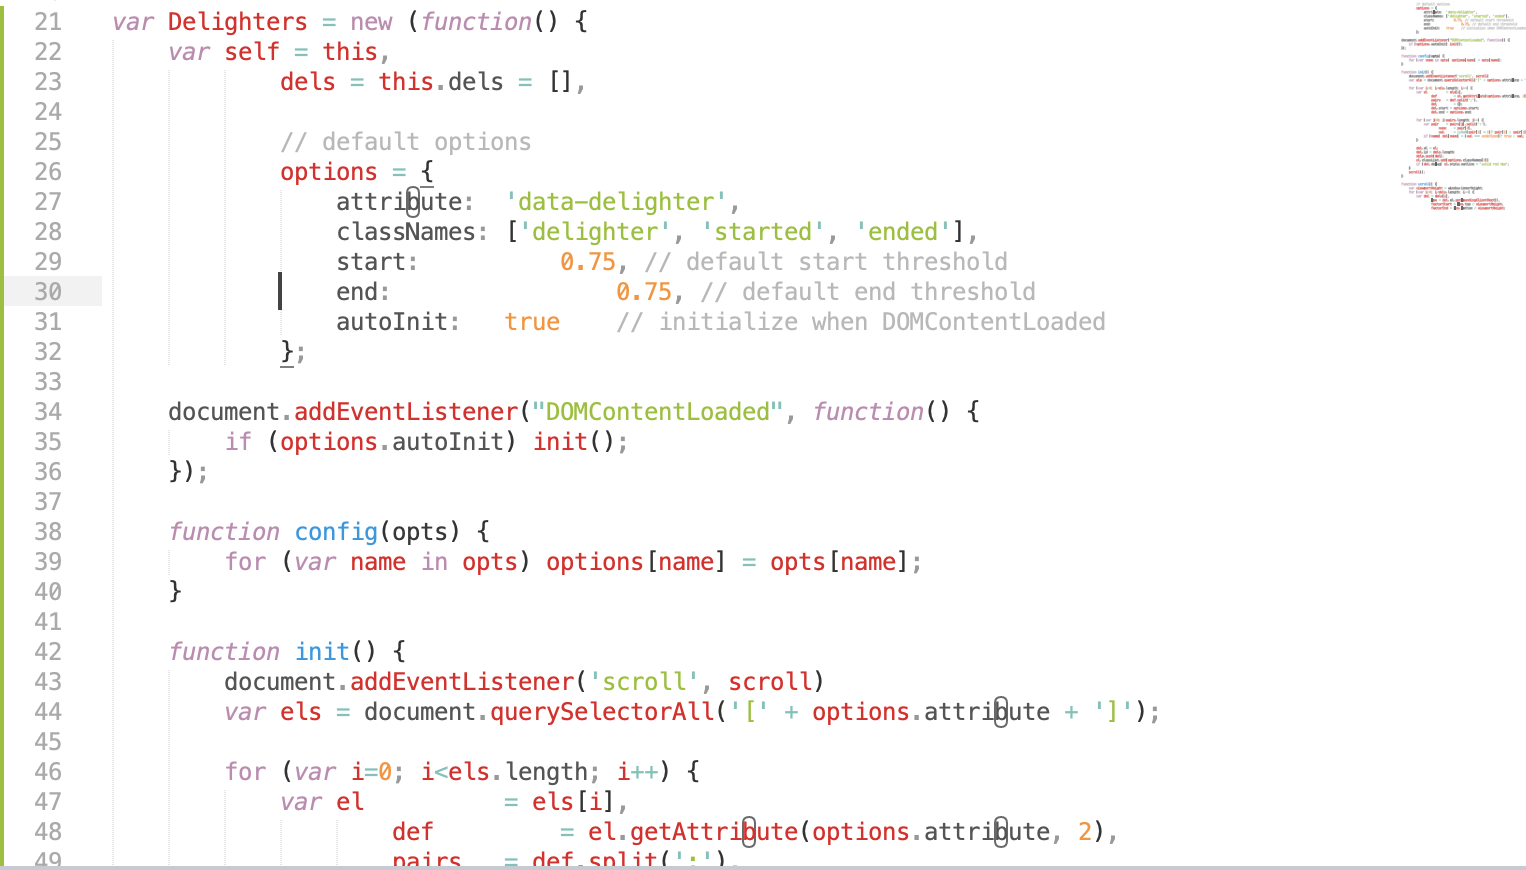 21 var Delighters = new (function() {
22 var self = this,
23 dels = this.dels = [],
24
25 // default options
26 options = {
27 attribute: 'data-delighter',
28 classNames: ['delighter', 'started', 'ended'],
29 start: 0.75, // default start threshold
30 end: 0.75, // default end threshold
31 autoInit: true // initialize when DOMContentLoaded
32 };
33
34 document.addEventListener("DOMContentLoaded", function() {
35 if (options.autoInit) init();
36 });
37
38 function config(opts) {
39 for (var name in opts) options[name] = opts[name];
40 }
41
42 function init() {
43 document.addEventListener('scroll', scroll)
44 var els = document.querySelectorAll('[' + options.attribute + ']');
45
46 for (var i=0; i<els.length; i++) {
47 var el = els[i],
48 def = el.getAttribute(options.attribute, 2),
49 pairs = def.split(';'),